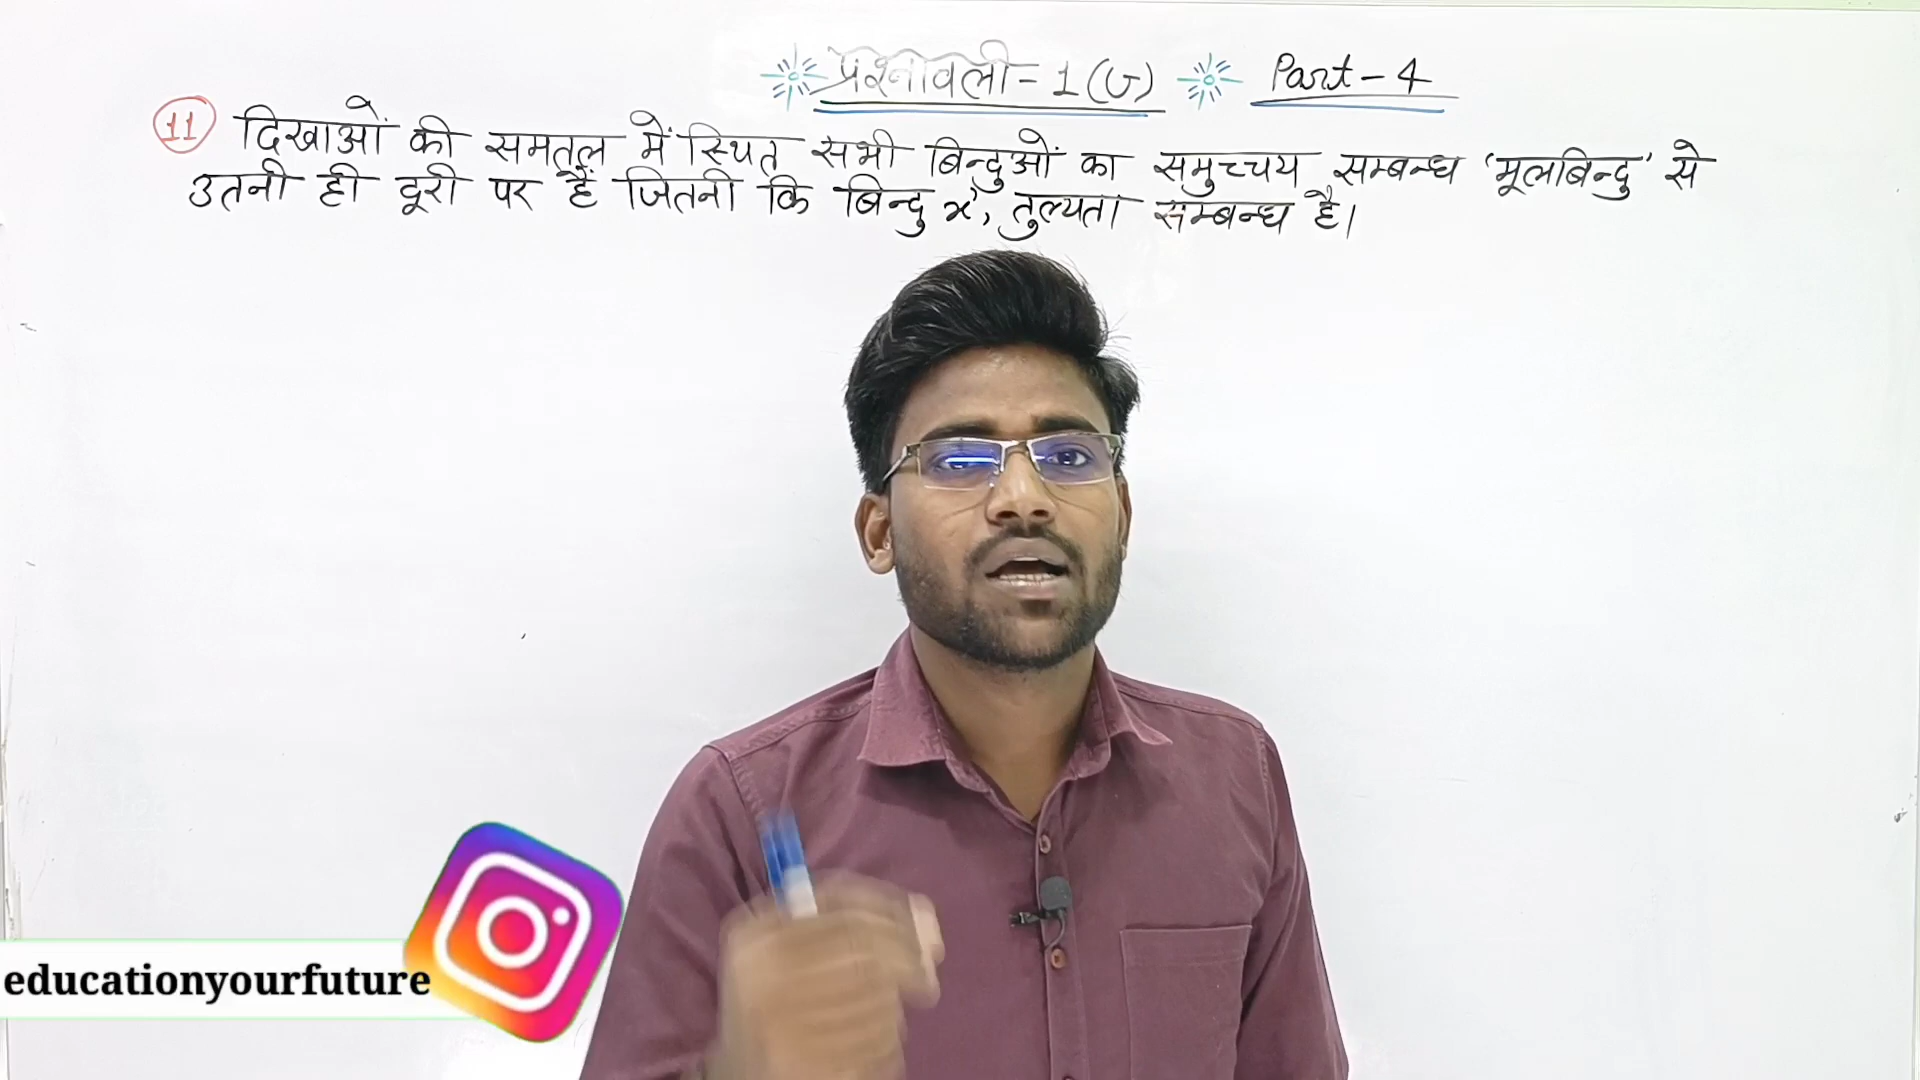 प्रश्नावली-1(U) Part-4
11 दिखाओं की समतल में स्थित सभी बिन्दुओं का समुच्चय सम्बन्ध 'मूलबिन्दु' से
उतनी ही दूरी पर हैं जितनी कि बिन्दु x', तुल्यता सम्बन्ध है।
educationyourfuture